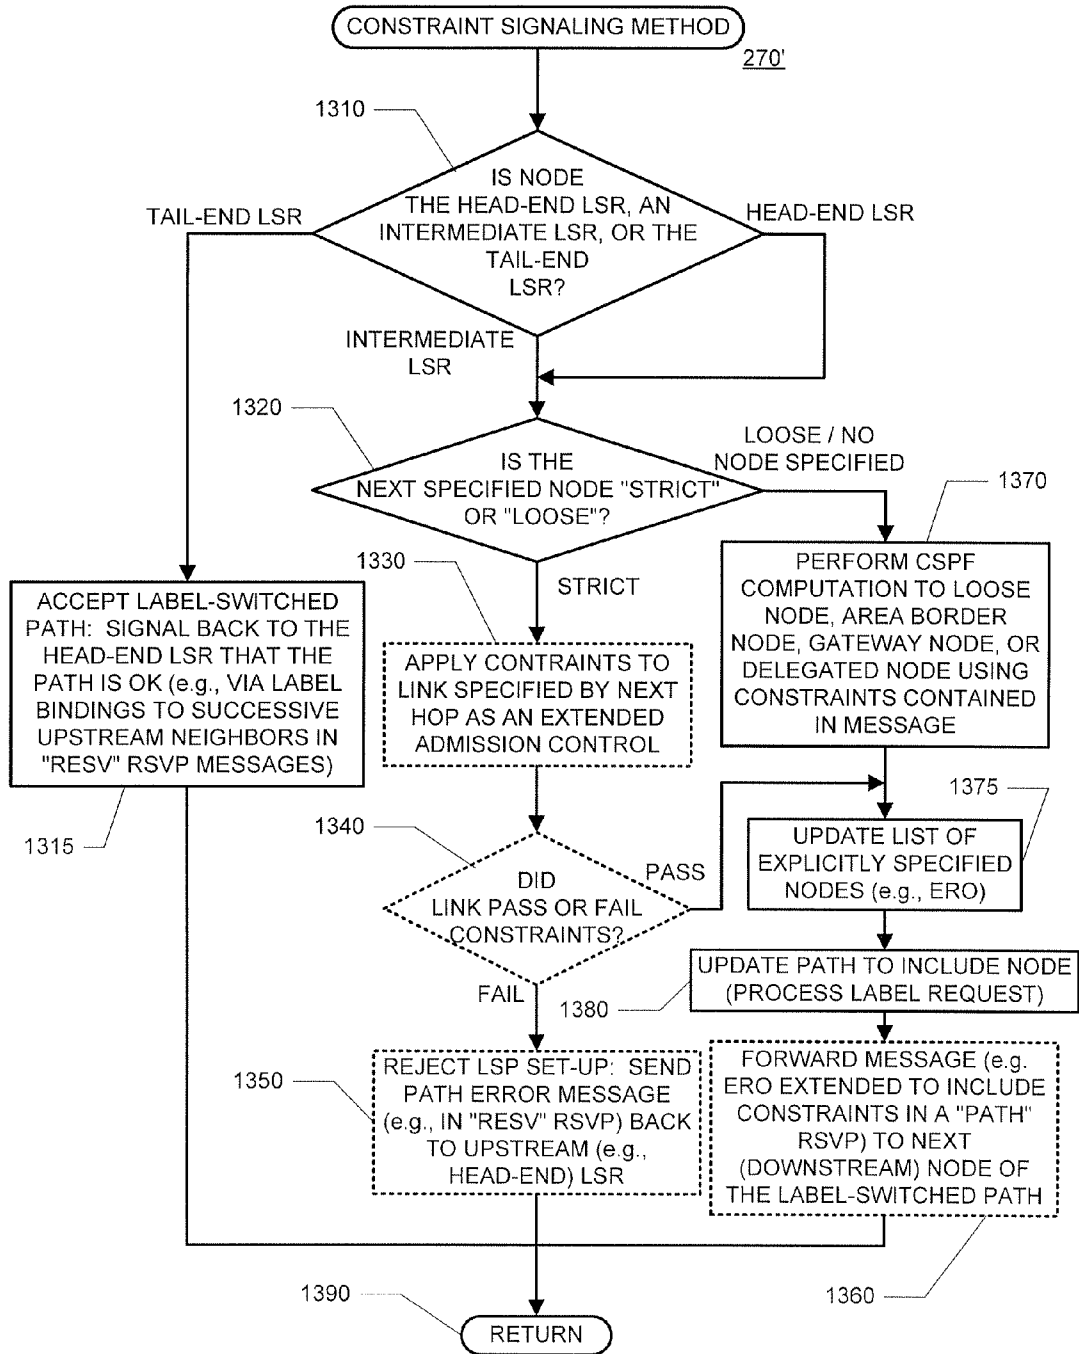 CONSTRAINT SIGNALING METHOD
270'
1310
IS NODE
THE HEAD-END LSR, AN
INTERMEDIATE LSR, OR THE
TAIL-END
LSR?
TAIL-END LSR
HEAD-END LSR
INTERMEDIATE
LSR
1320
IS THE
NEXT SPECIFIED NODE "STRICT"
OR "LOOSE"?
LOOSE / NO
NODE SPECIFIED
1370
STRICT
1330
ACCEPT LABEL-SWITCHED
PATH: SIGNAL BACK TO THE
HEAD-END LSR THAT THE
PATH IS OK (e.g., VIA LABEL
BINDINGS TO SUCCESSIVE
UPSTREAM NEIGHBORS IN
"RESV" RSVP MESSAGES)
1315
APPLY CONTRAINTS TO
LINK SPECIFIED BY NEXT
HOP AS AN EXTENDED
ADMISSION CONTROL
PERFORM CSPF
COMPUTATION TO LOOSE
NODE, AREA BORDER
NODE, GATEWAY NODE, OR
DELEGATED NODE USING
CONSTRAINTS CONTAINED
IN MESSAGE
1375
1340
DID
LINK PASS OR FAIL
CONSTRAINTS?
PASS
FAIL
UPDATE LIST OF
EXPLICITLY SPECIFIED
NODES (e.g., ERO)
UPDATE PATH TO INCLUDE NODE
(PROCESS LABEL REQUEST)
1380
1350
REJECT LSP SET-UP: SEND
PATH ERROR MESSAGE
(e.g., IN "RESV" RSVP) BACK
TO UPSTREAM (e.g.,
HEAD-END) LSR
FORWARD MESSAGE (e.g.
ERO EXTENDED TO INCLUDE
CONSTRAINTS IN A "PATH"
RSVP) TO NEXT
(DOWNSTREAM) NODE OF
THE LABEL-SWITCHED PATH
1360
1390
RETURN